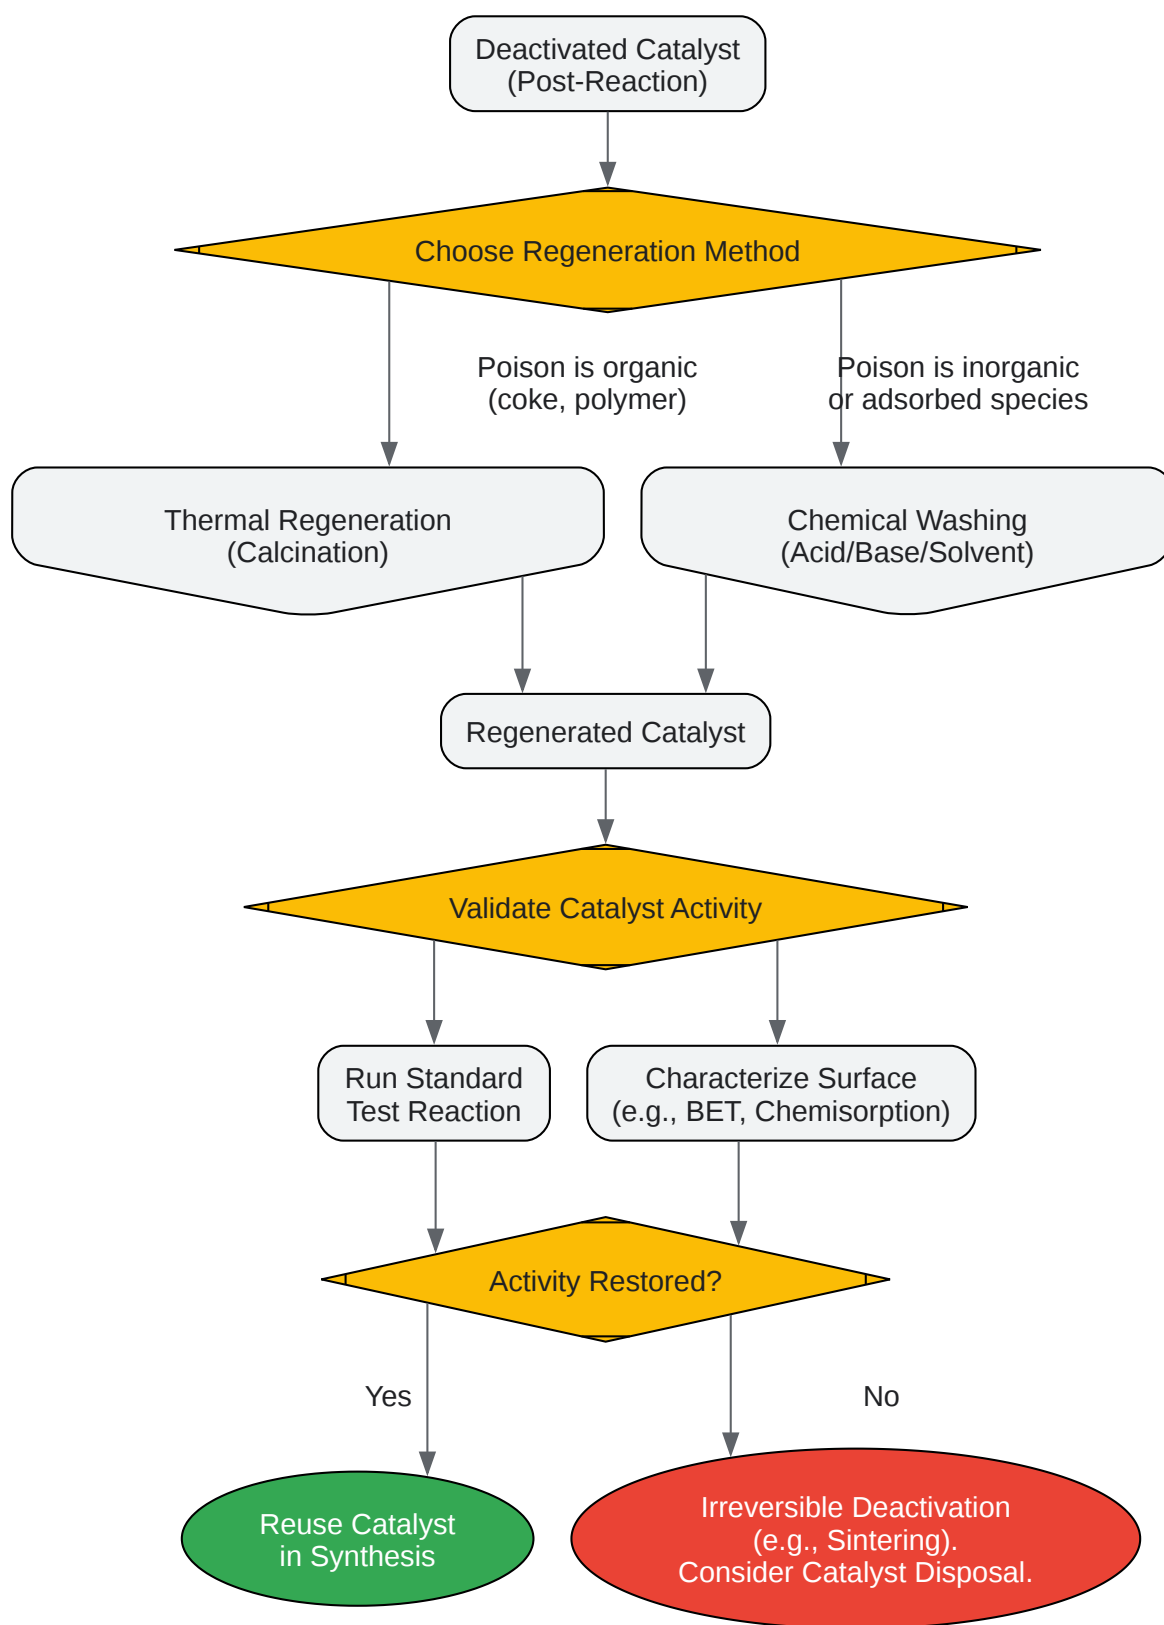 Deactivated Catalyst
(Post-Reaction)
Choose Regeneration Method
Poison is organic
(coke, polymer)
Poison is inorganic
or adsorbed species
Thermal Regeneration
(Calcination)
Chemical Washing
(Acid/Base/Solvent)
Regenerated Catalyst
Validate Catalyst Activity
Run Standard
Test Reaction
Characterize Surface
(e.g., BET, Chemisorption)
Activity Restored?
Yes
No
Reuse Catalyst
in Synthesis
Irreversible Deactivation
(e.g., Sintering).
Consider Catalyst Disposal.